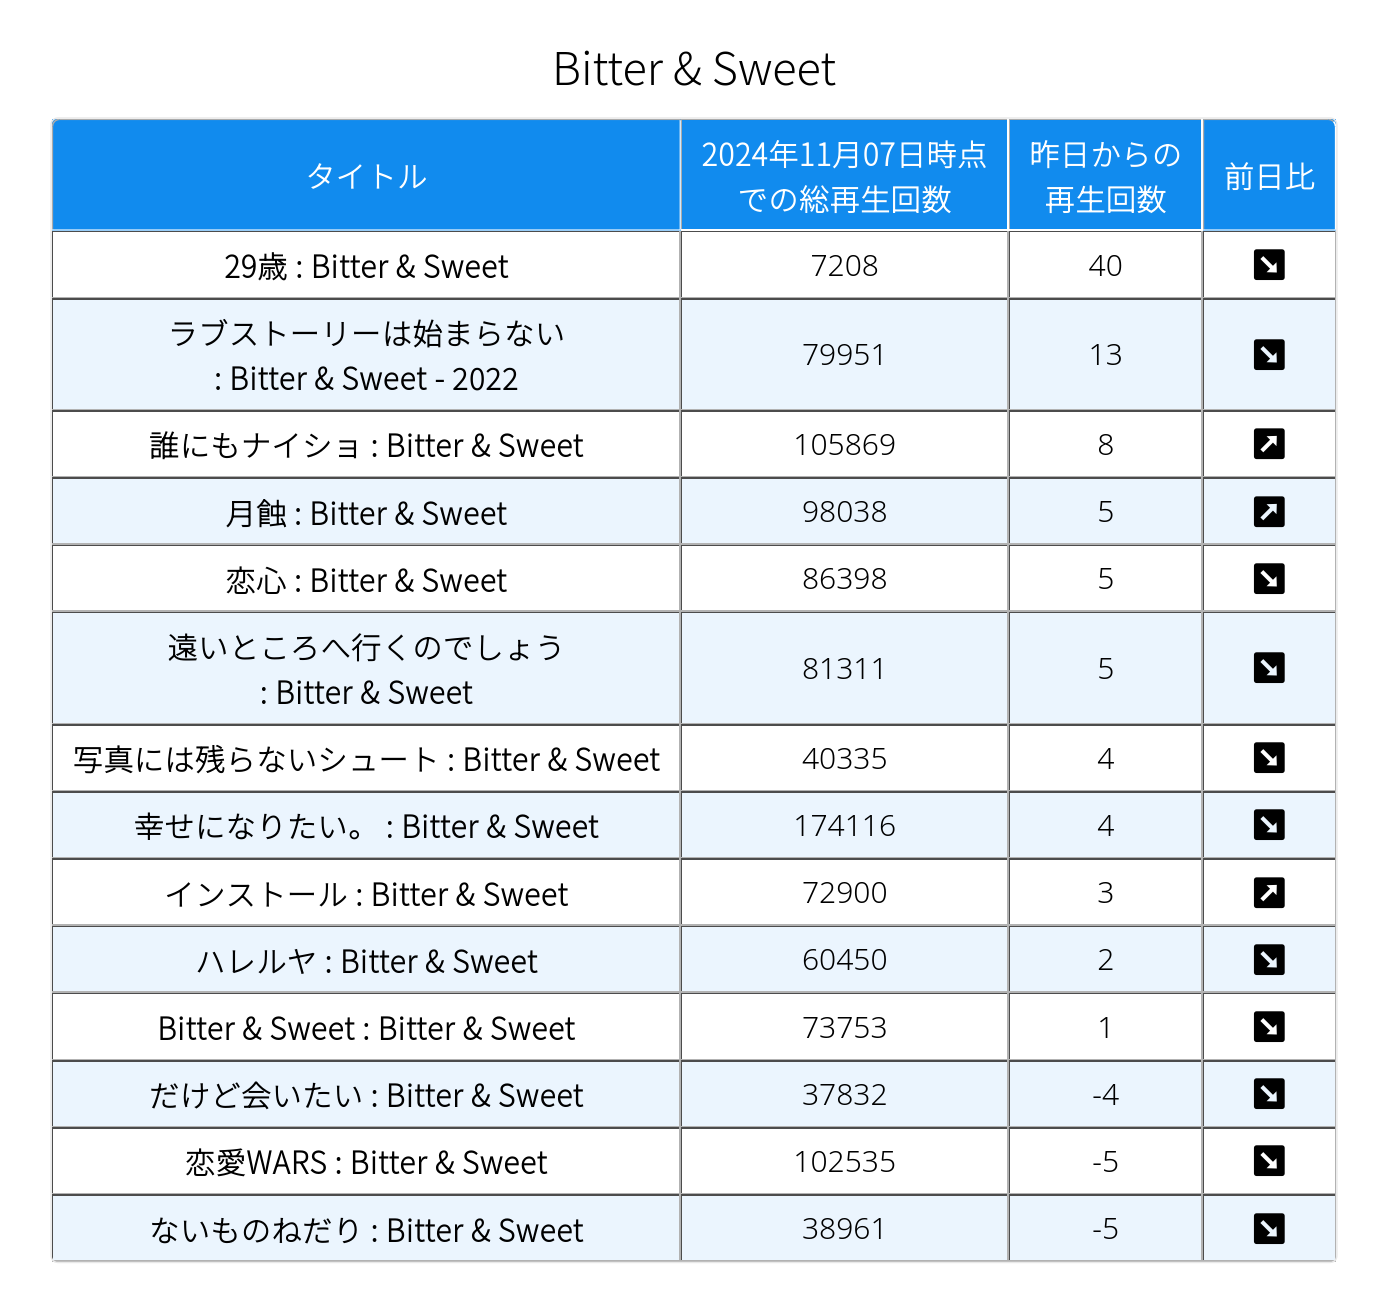 Bitter & Sweet
タイトル
2024年11月07日時点
での総再生回数
昨日からの
再生回数
前日比
29歳 : Bitter & Sweet
7208
40
ラブストーリーは始まらない
: Bitter & Sweet - 2022
79951
13
誰にもナイショ : Bitter & Sweet
105869
8
月蝕 : Bitter & Sweet
98038
5
恋心 : Bitter & Sweet
86398
5
遠いところへ行くのでしょう
: Bitter & Sweet
81311
5
写真には残らないシュート : Bitter & Sweet
40335
4
幸せになりたい。 : Bitter & Sweet
174116
4
インストール : Bitter & Sweet
72900
3
ハレルヤ : Bitter & Sweet
60450
2
Bitter & Sweet : Bitter & Sweet
73753
1
だけど会いたい : Bitter & Sweet
37832
-4
恋愛WARS : Bitter & Sweet
102535
-5
ないものねだり : Bitter & Sweet
38961
-5